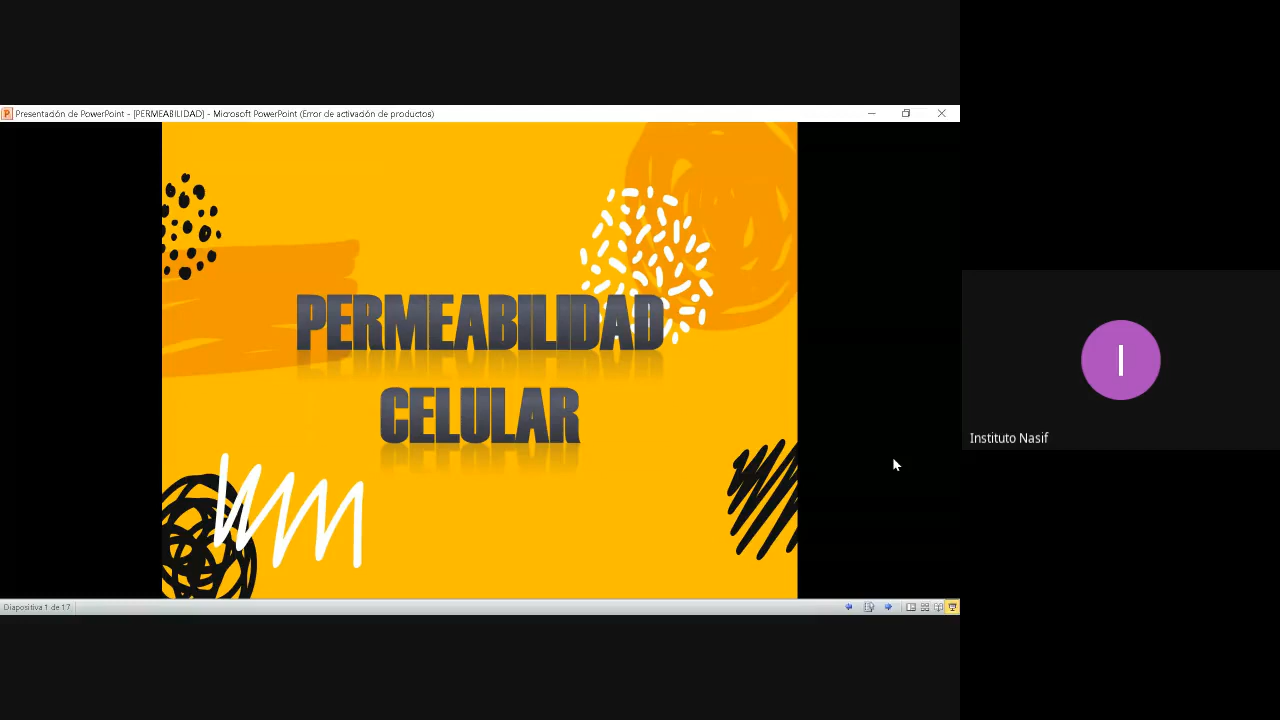 Presentación de PowerPoint - [PERMEABILIDAD] - Microsoft PowerPoint (Error de activación de productos)
PERMEABILIDAD
CELULAR
I
Instituto Nasif
Diapositiva 1 de 17